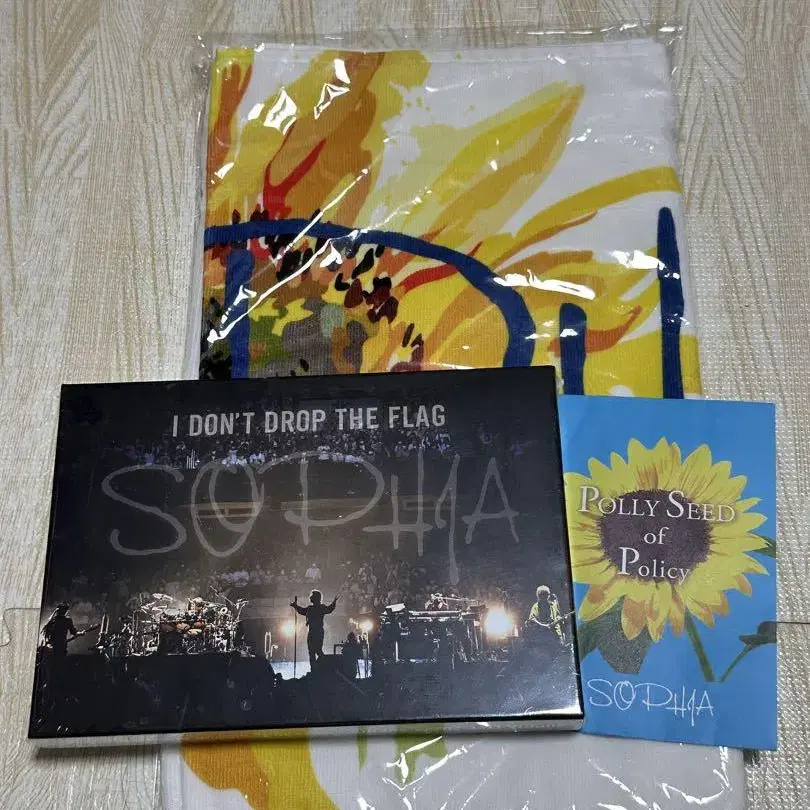 I DON'T DROP THE FLAG
SOPHIA
POLLY SEED
of
Policy
SOPHIA